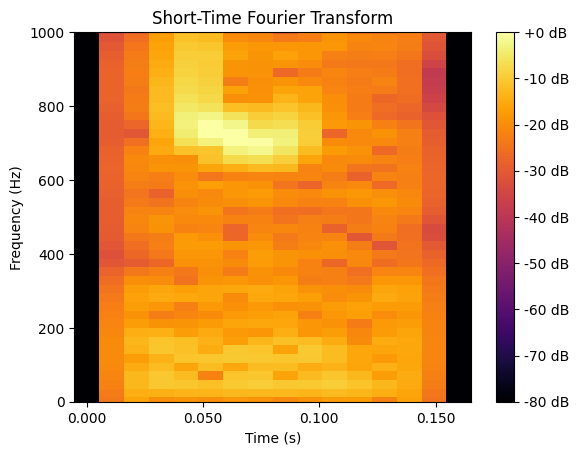 Short-Time Fourier Transform
Frequency (Hz)
1000
800
600
400
200
0
0.000
0.050
0.100
0.150
Time (s)
+0 dB
-10 dB
-20 dB
-30 dB
-40 dB
-50 dB
-60 dB
-70 dB
-80 dB